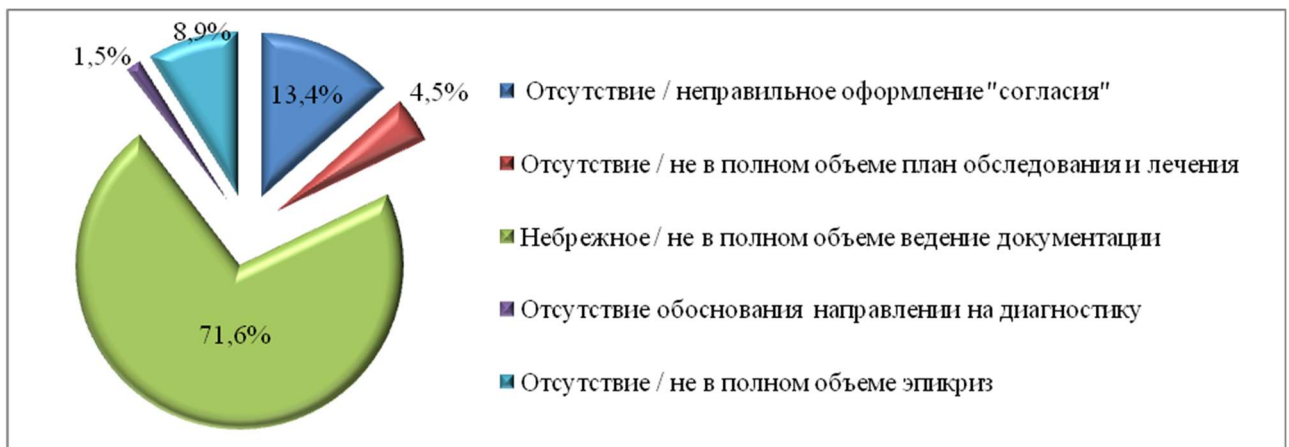 8,9%
1,5%
13,4%
4,5%
71,6%
Отсутствие / неправильное оформление "согласия"
Отсутствие / не в полном объеме план обследования и лечения
Небрежное / не в полном объеме ведение документации
Отсутствие обоснования направлении на диагностику
Отсутствие / не в полном объеме эпикриз